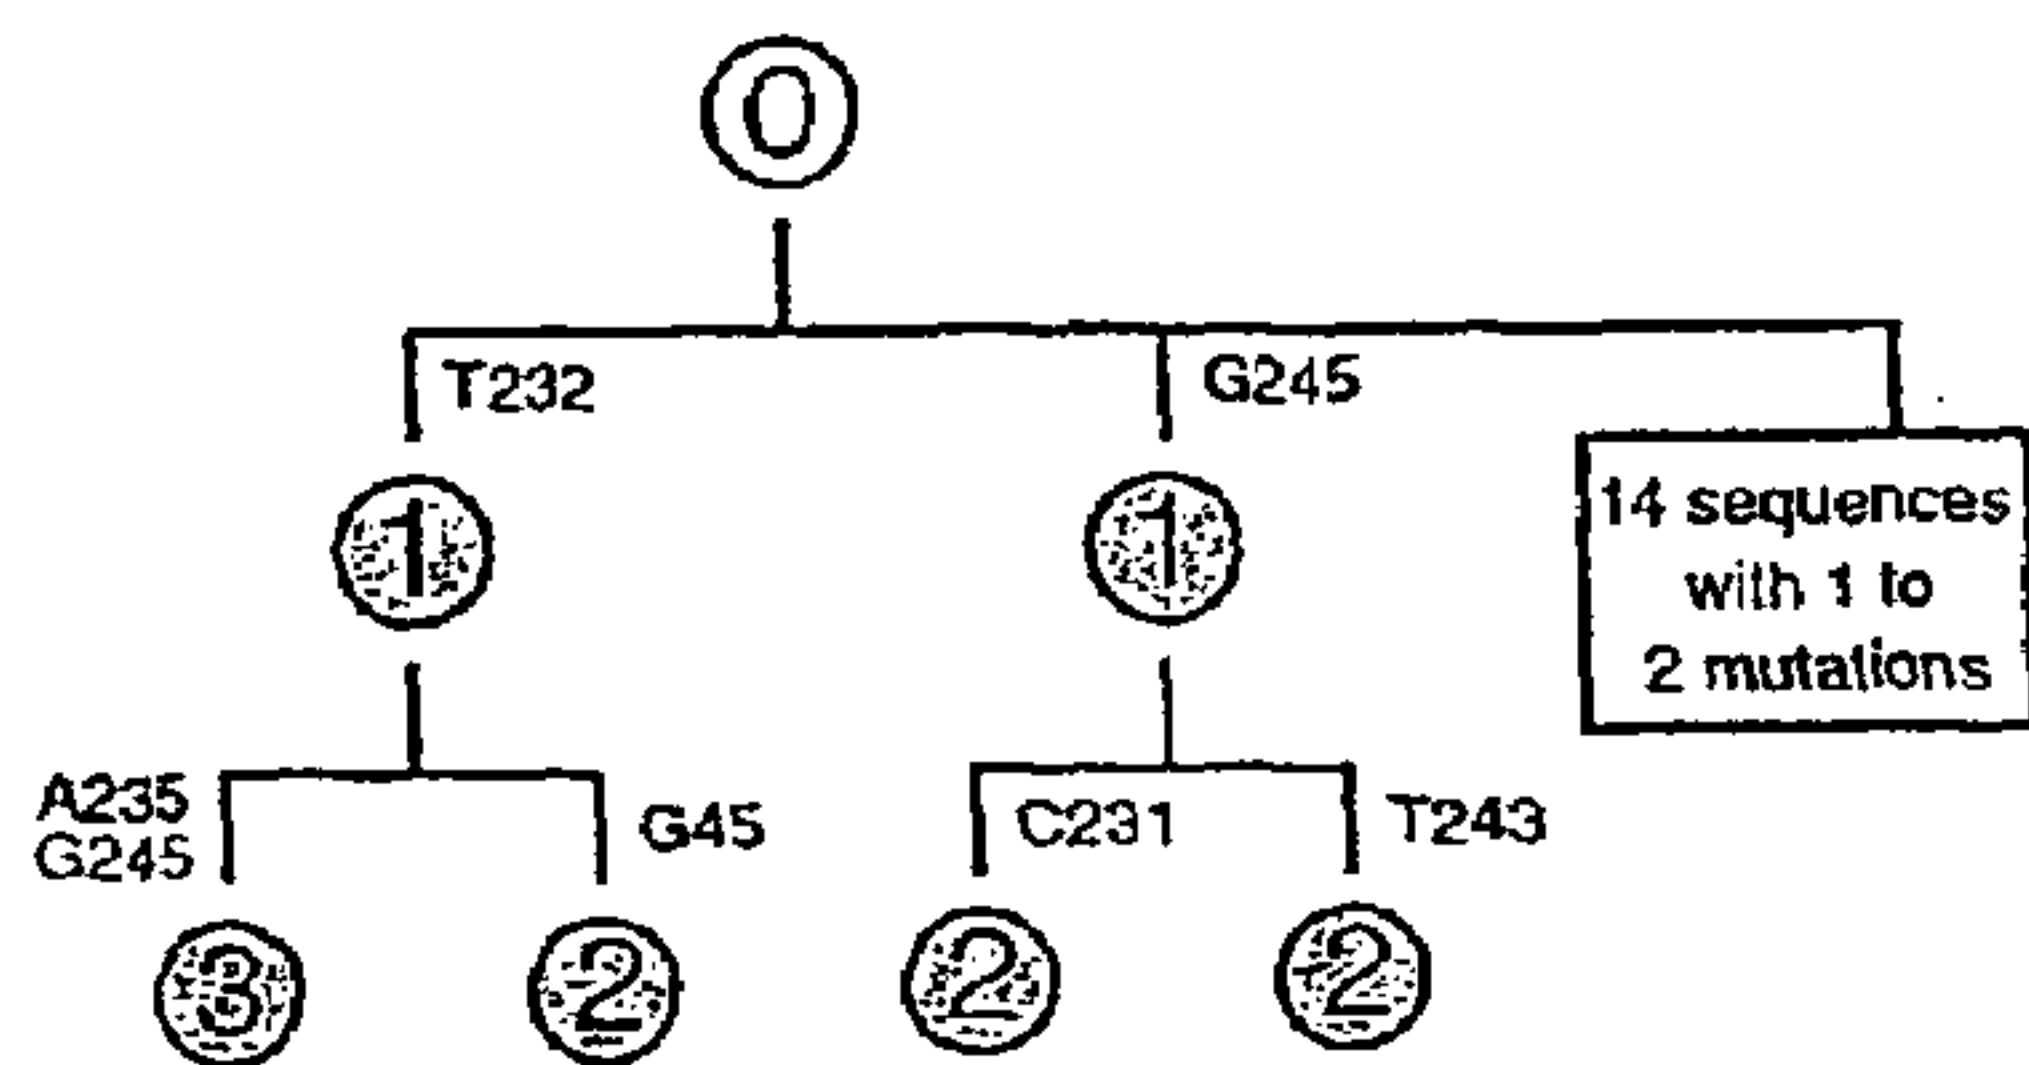 0
T232
G245
1
1
14 sequences
with 1 to
2 mutations
A235
G245
G45
C231
T243
3
2
2
2